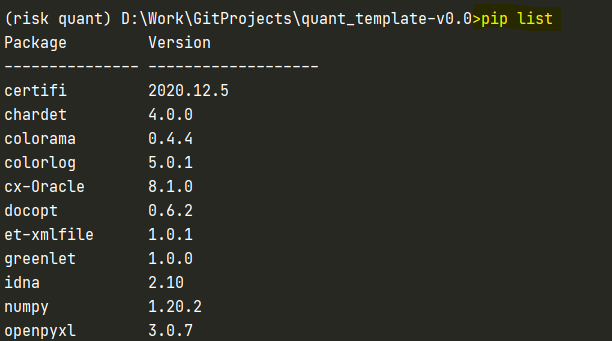 (risk quant) D:\Work\GitProjects\quant_template-v0.0>pip list
Package         Version
--------------- -------------------
certifi         2020.12.5
chardet         4.0.0
colorama        0.4.4
colorlog        5.0.1
cx-Oracle       8.1.0
docopt          0.6.2
et-xmlfile      1.0.1
greenlet        1.0.0
idna            2.10
numpy           1.20.2
openpyxl        3.0.7